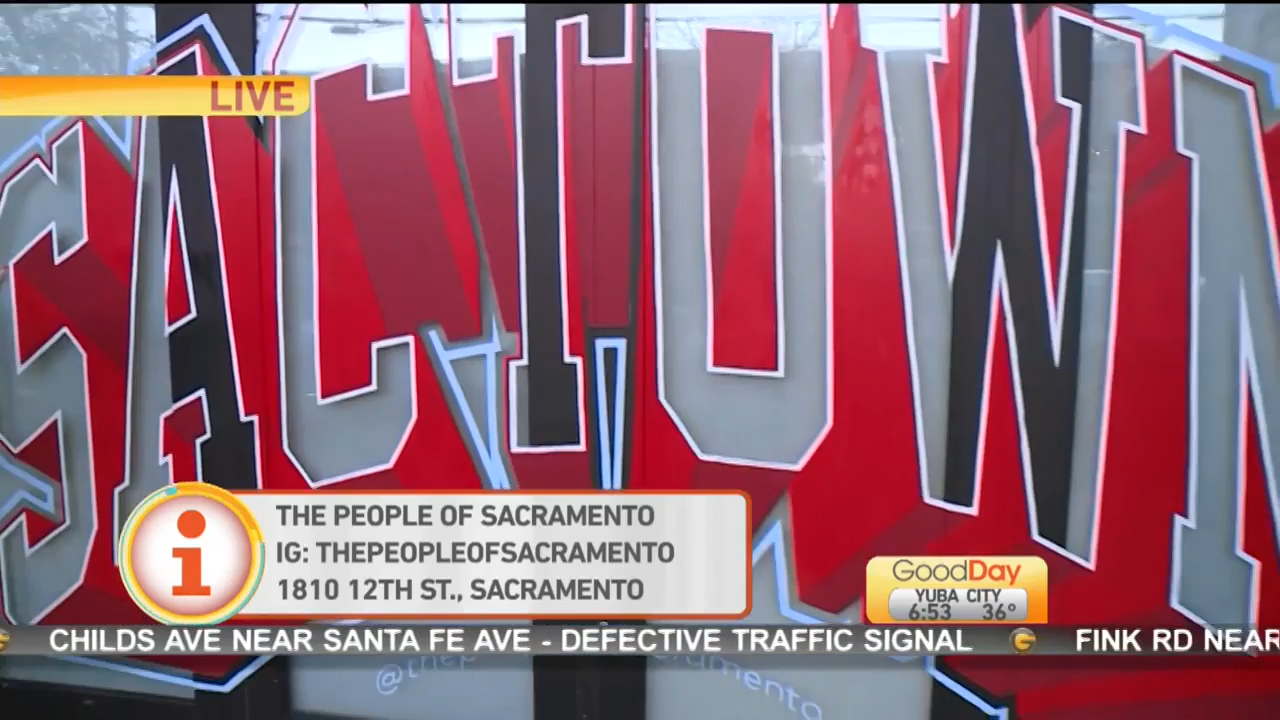 LIVE
SACTOWN
THE PEOPLE OF SACRAMENTO
IG: THEPEOPLEOFSACRAMENTO
1810 12TH ST., SACRAMENTO
GoodDay
YUBA CITY
6:53 36°
CHILDS AVE NEAR SANTA FE AVE - DEFECTIVE TRAFFIC SIGNAL FINK RD NEAR